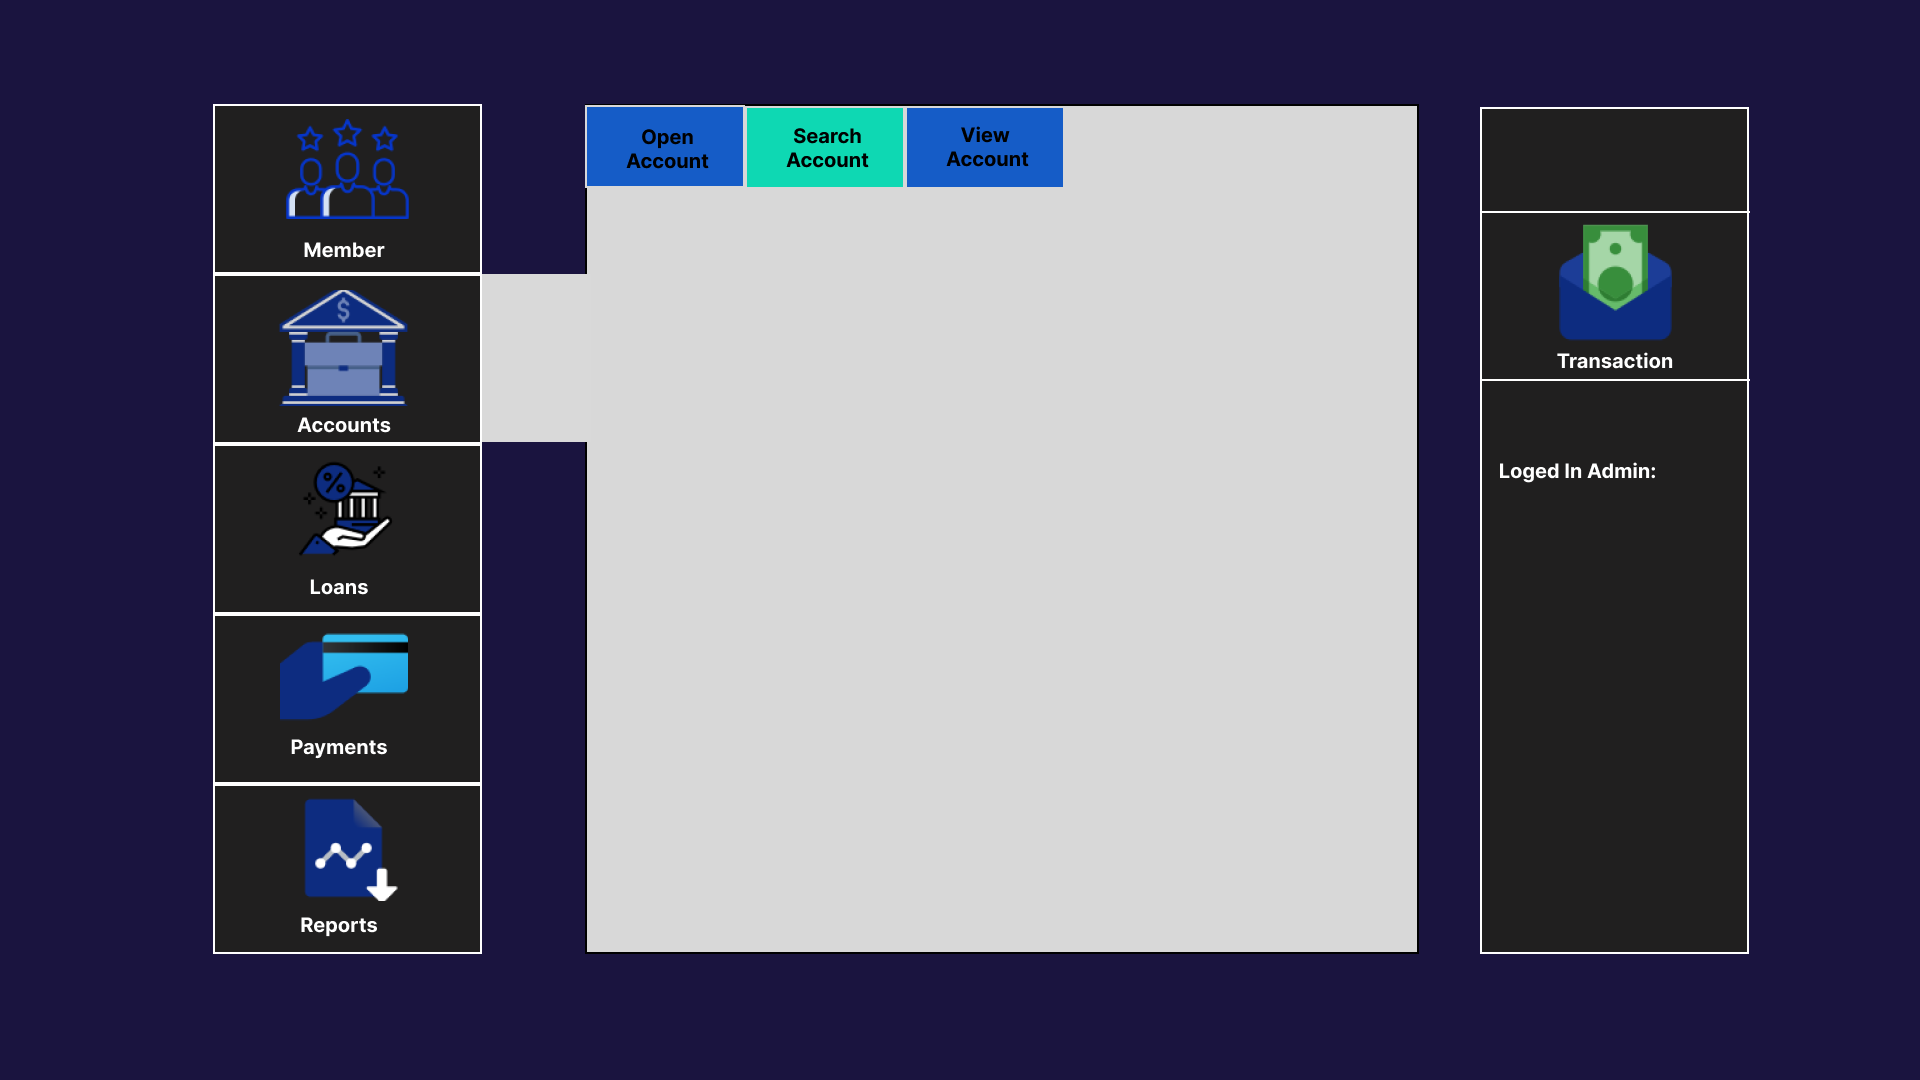 Member
Accounts
Loans
Payments
Reports
Open
Account
Search
Account
View
Account
$
%
Transaction
Loged In Admin: